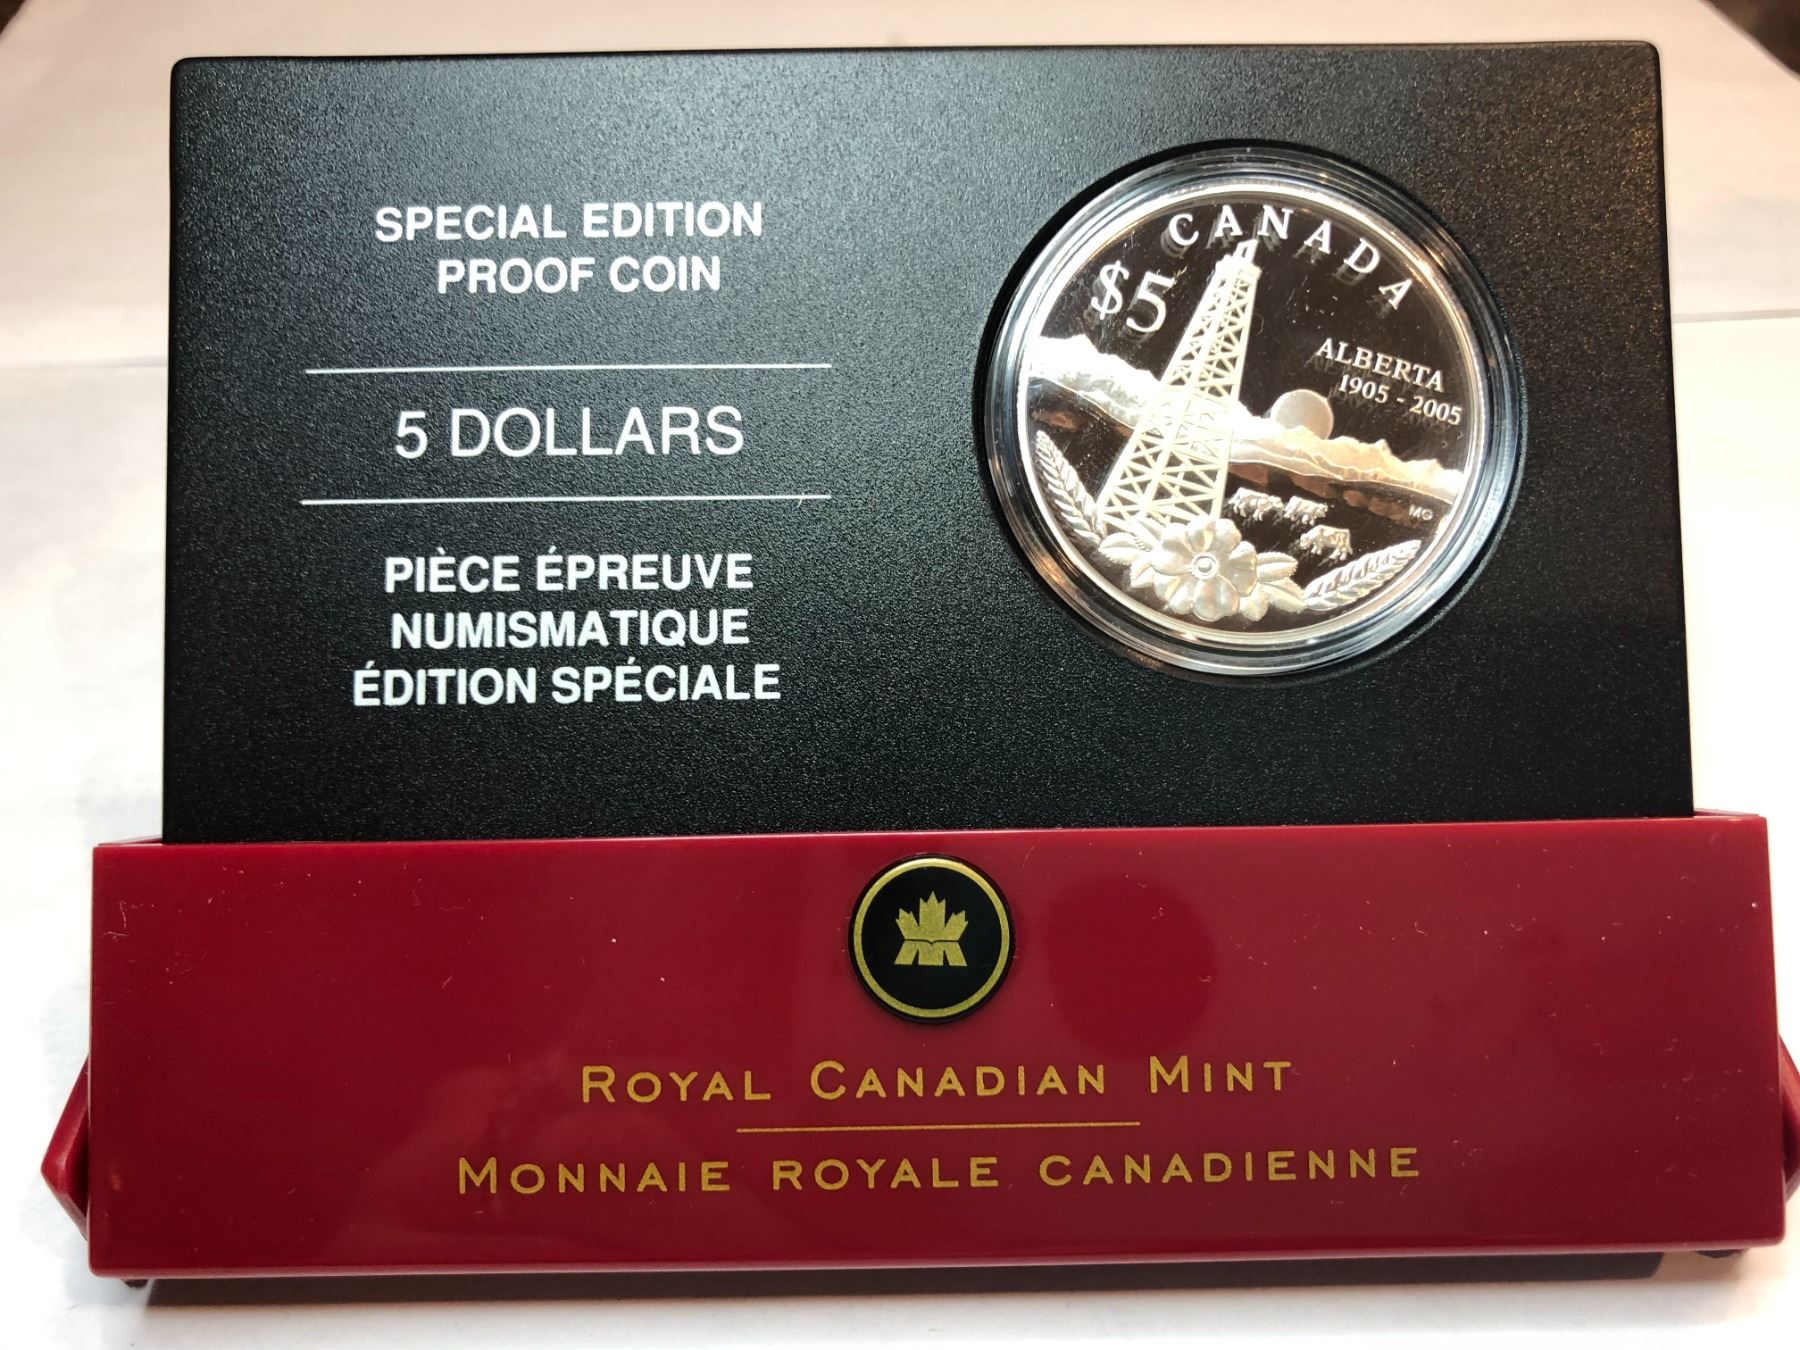 SPECIAL EDITION
PROOF COIN
5 DOLLARS
PIÈCE ÉPREUVE
NUMISMATIQUE
ÉDITION SPÉCIALE
CANADA
$5
ALBERTA
1905 - 2005
MG
ROYAL CANADIAN MINT
MONNAIE ROYALE CANADIENNE